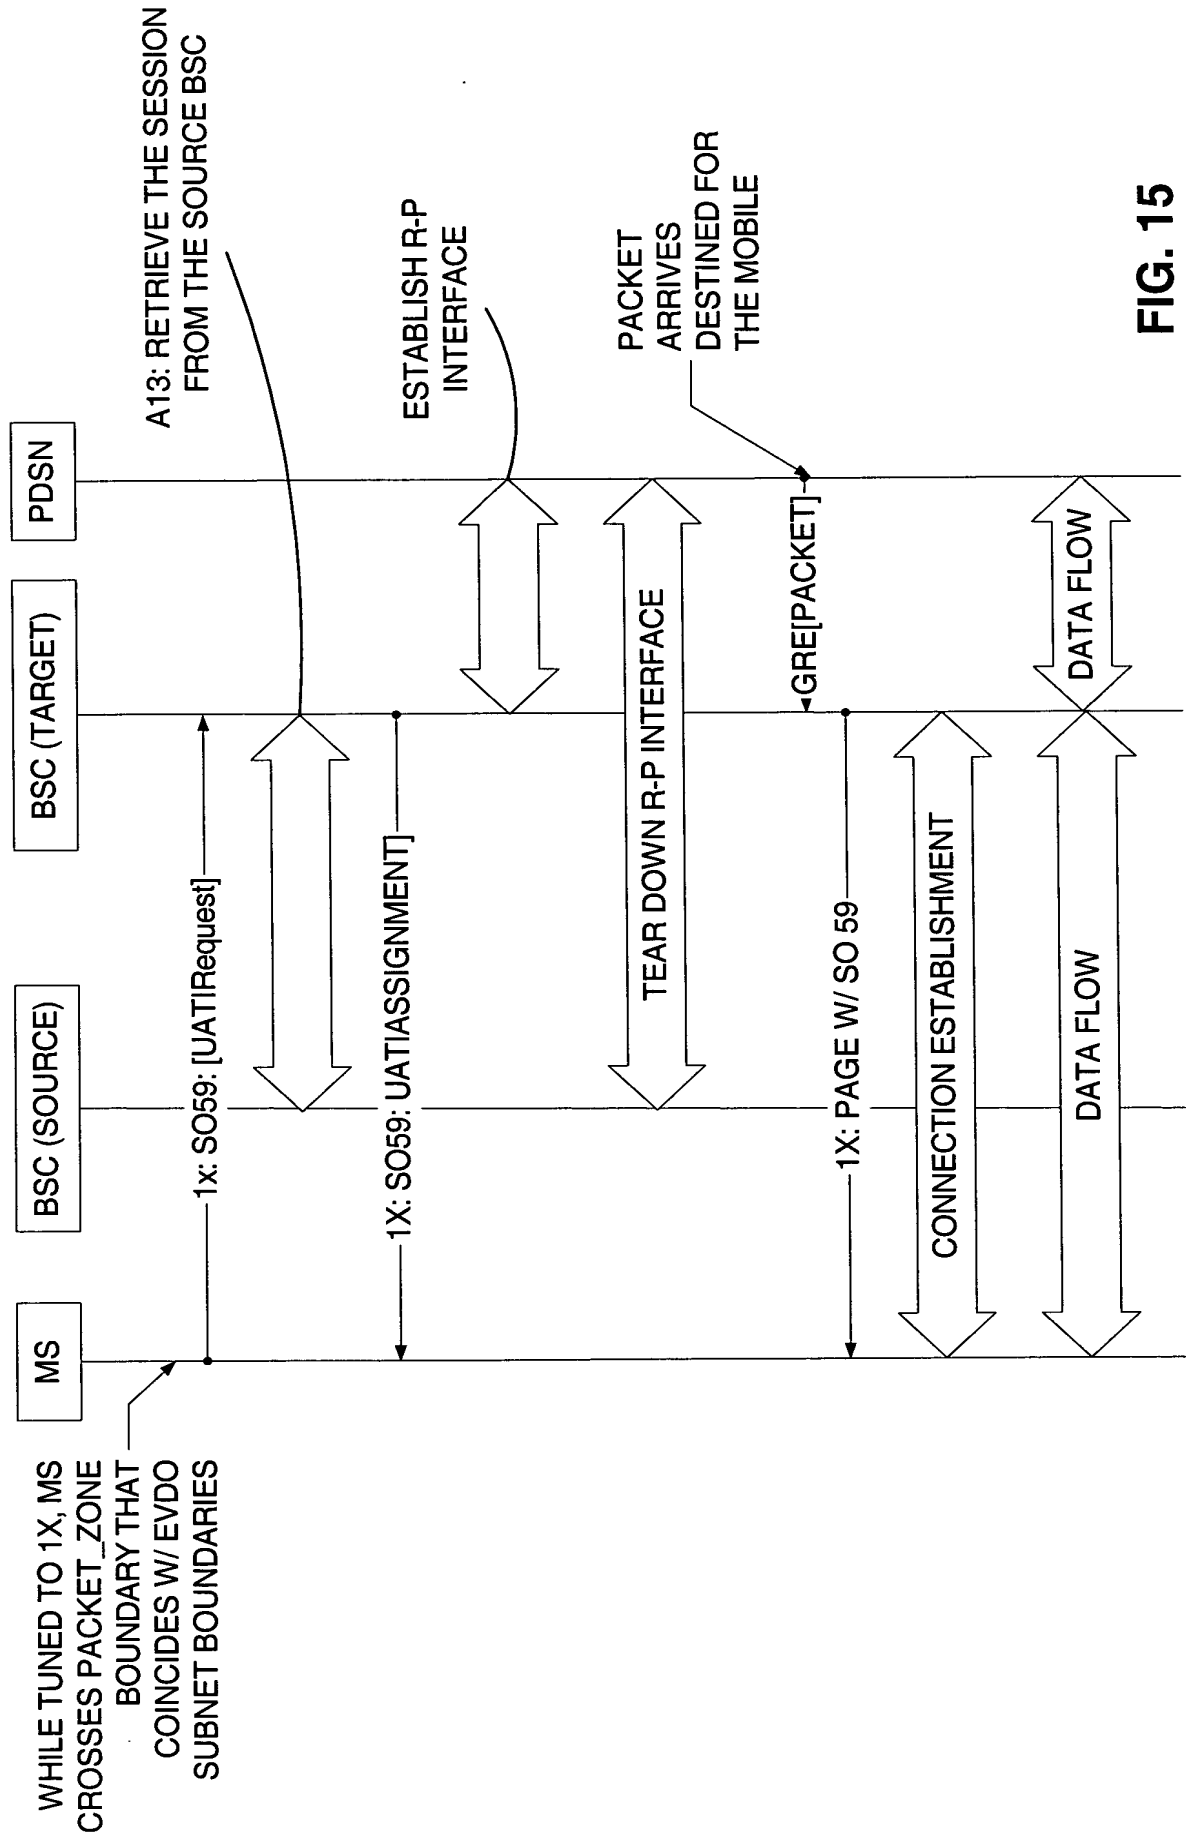 MS
BSC (SOURCE)
BSC (TARGET)
PDSN
WHILE TUNED TO 1X, MS
CROSSES PACKET_ZONE
BOUNDARY THAT
COINCIDES W/ EVDO
SUBNET BOUNDARIES
1x: SO59: [UATIRequest]
A13: RETRIEVE THE SESSION
FROM THE SOURCE BSC
1X: SO59: UATIASSIGNMENT]
ESTABLISH R-P
INTERFACE
TEAR DOWN R-P INTERFACE
PACKET
ARRIVES
DESTINED FOR
THE MOBILE
GRE[PACKET]
1X: PAGE W/ SO 59
CONNECTION ESTABLISHMENT
DATA FLOW
DATA FLOW
FIG. 15